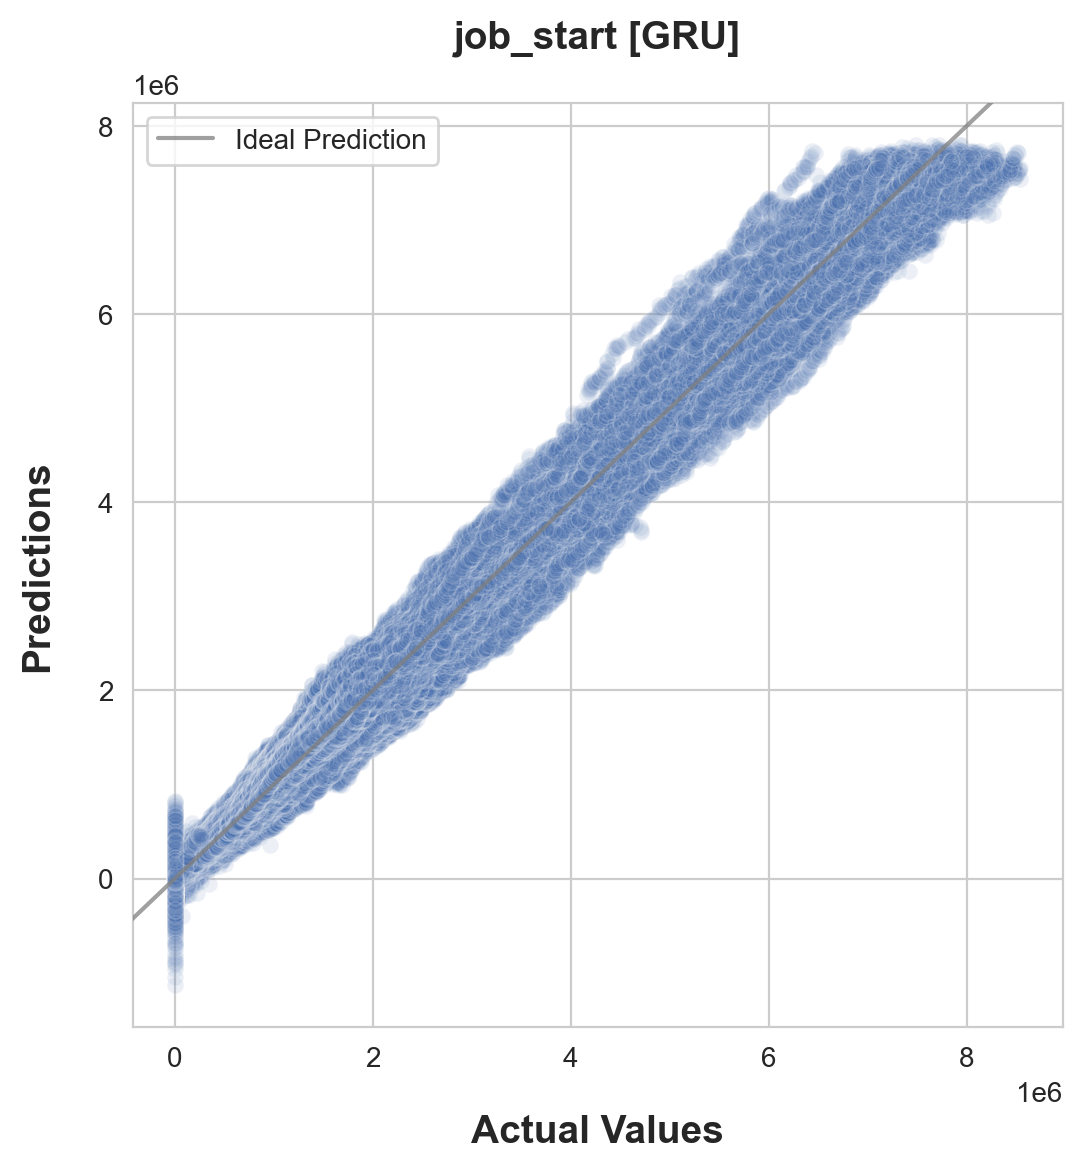 job_start [GRU]
1e6
Ideal Prediction
8
6
4
2
0
Predictions
0 2 4 6 8
1e6
Actual Values